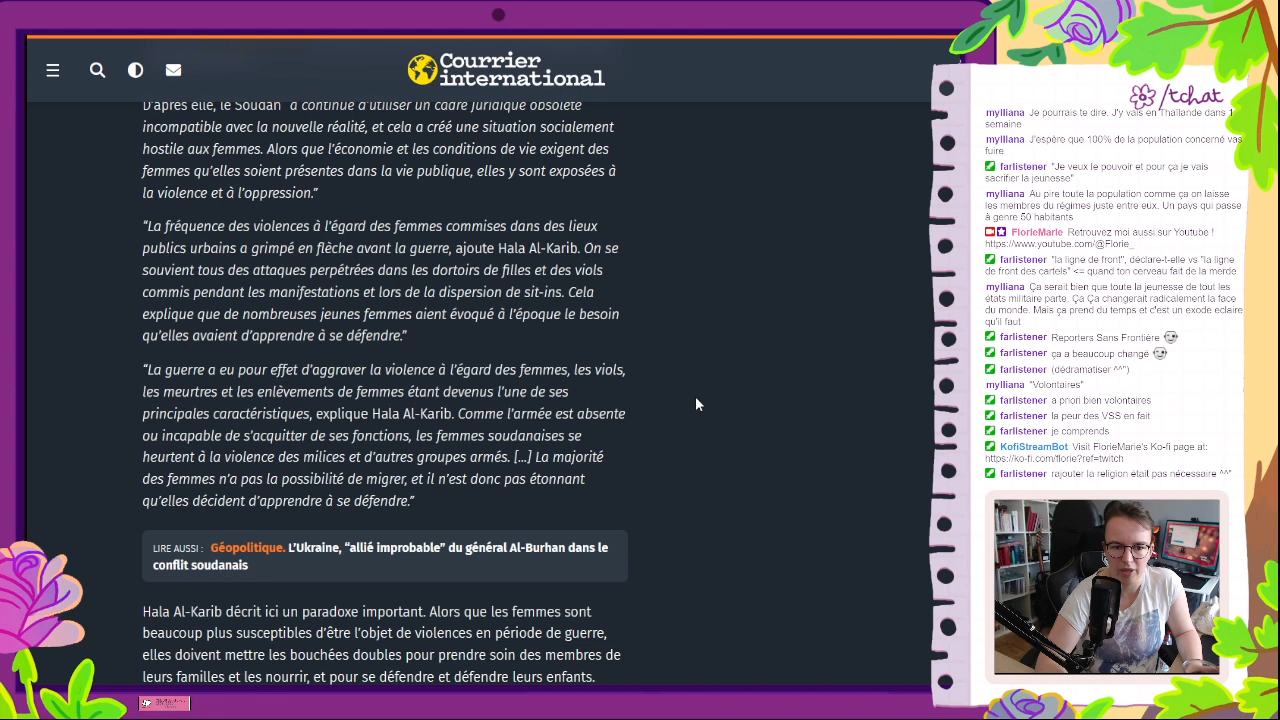 Courrier
international
D'après elle, le Soudan "a continué à utiliser un cadre juridique obsolète
incompatible avec la nouvelle réalité, et cela a créé une situation socialement
hostile aux femmes. Alors que l'économie et les conditions de vie exigent des
femmes qu'elles soient présentes dans la vie publique, elles y sont exposées à
la violence et à l'oppression."
"La fréquence des violences à l'égard des femmes commises dans des lieux
publics urbains a grimpé en flèche avant la guerre, ajoute Hala Al-Karib. On se
souvient tous des attaques perpétrées dans les dortoirs de filles et des viols
commis pendant les manifestations et lors de la dispersion de sit-ins. Cela
explique que de nombreuses jeunes femmes aient évoqué à l'époque le besoin
qu'elles avaient d'apprendre à se défendre."
"La guerre a eu pour effet d'aggraver la violence à l'égard des femmes, les viols,
les meurtres et les enlèvements de femmes étant devenus l'une de ses
principales caractéristiques, explique Hala Al-Karib. Comme l'armée est absente
ou incapable de s'acquitter de ses fonctions, les femmes soudanaises se
heurtent à la violence des milices et d'autres groupes armés. [...] La majorité
des femmes n'a pas la possibilité de migrer, et il n'est donc pas étonnant
qu'elles décident d'apprendre à se défendre."
LIRE AUSSI : Géopolitique. L'Ukraine, "allié improbable" du général Al-Burhan dans le
conflit soudanais
Hala Al-Karib décrit ici un paradoxe important. Alors que les femmes sont
beaucoup plus susceptibles d'être l'objet de violences en période de guerre,
elles doivent mettre les bouchées doubles pour prendre soin des membres de
leurs familles et les nourrir, et pour se défendre et défendre leurs enfants.
/tchat
mylliana Je pourrais te dire. J'y vais en Thaïlande dans 1
semaine
mylliana J'espère que 100% de la population concerné vas
fuire
farlistener "Je veux le pouvoir et pour ça je vais
sacrifier la jeunesse"
mylliana Au pire toute la population comme ça on laisse
les membres du régimes juste entre eux. Un pays qui passe
à genre 50 habitants
FlorieMarie Retrouvez moi aussi sur Youtube !
https://www.youtube.com/@Florie_
farlistener "la ligne de front", déclare-t-elle vs "la ligne
de front des cartels" <= quand ton cerveau fait de la merde
mylliana Ça serait bien que toute la jeunesse de tout les
états militaire parte. Ça Ça changerait radicalement la face
du monde. Mais ça prend du temps et c'est un exode eclaire
qu'il faut
farlistener Reporters Sans Frontière
farlistener ça a beaucoup changé
farlistener (dédramatiser ^^")
mylliana "Volontaires"
farlistener a priori bien volontaires
farlistener la peur des VSS en fait
farlistener je comprends
KofiStreamBot Visit FlorieMarie's Ko-fi page at:
https://ko-fi.com/florie?ref=twitch
farlistener rajouter la religion était pas nécessaire ^^"